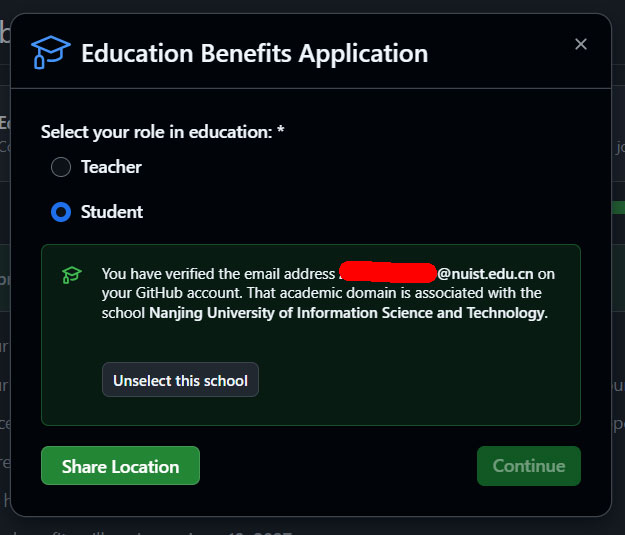 Education Benefits Application
Select your role in education: *
Teacher
Student
You have verified the email address @nuist.edu.cn on
your GitHub account. That academic domain is associated with the
school Nanjing University of Information Science and Technology.
Unselect this school
Share Location
Continue